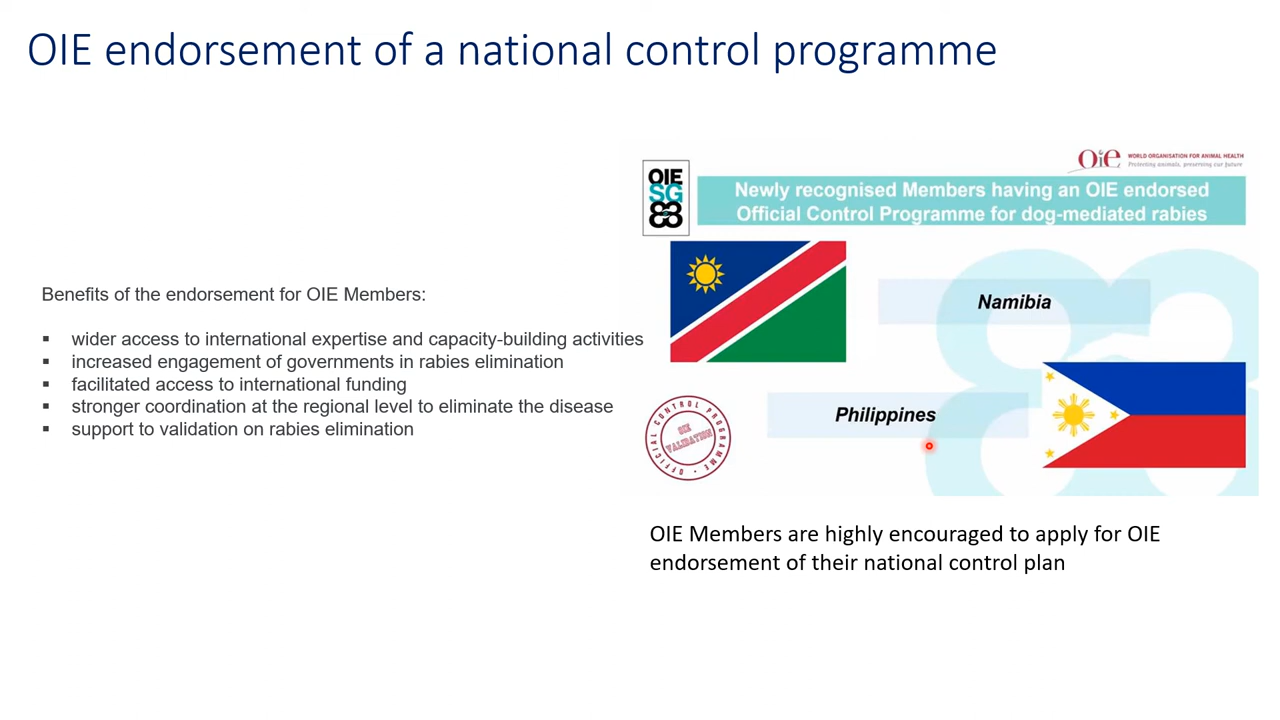 OIE endorsement of a national control programme
Benefits of the endorsement for OIE Members:
▪ wider access to international expertise and capacity-building activities
▪ increased engagement of governments in rabies elimination
▪ facilitated access to international funding
▪ stronger coordination at the regional level to eliminate the disease
▪ support to validation on rabies elimination
OIE
SG
88
Oie WORLD ORGANISATION FOR ANIMAL HEALTH
Protecting animals, preserving our future
Newly recognised Members having an OIE endorsed
Official Control Programme for dog-mediated rabies
Namibia
Philippines
OFFICIAL CONTROL PROGRAMME
OIE
VALIDATION
OIE Members are highly encouraged to apply for OIE
endorsement of their national control plan